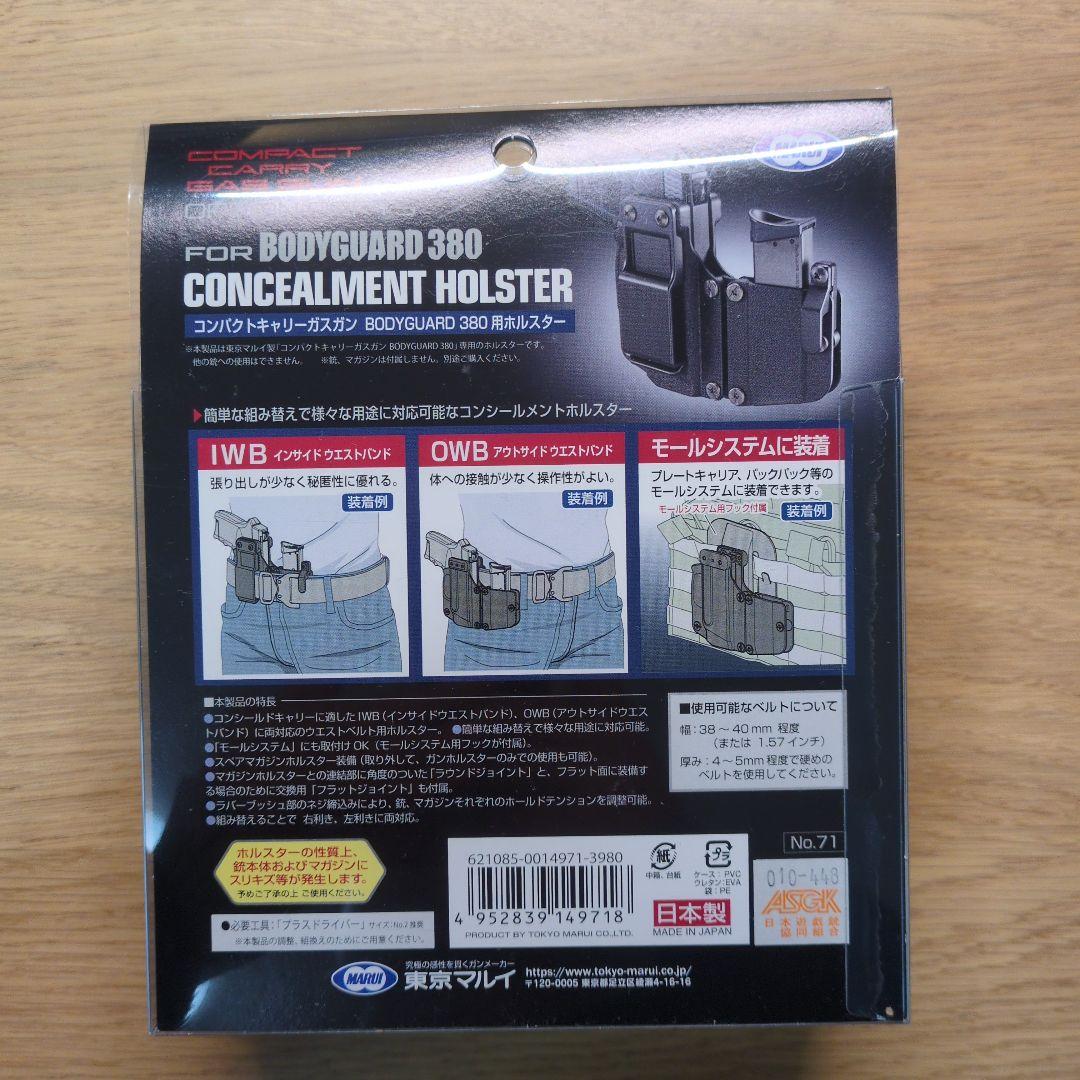 COMPACT
CARRY
MARUI
FOR BODYGUARD 380
CONCEALMENT HOLSTER
コンパクトキャリーガスガン BODYGUARD 380 用ホルスター
※本製品は東京マルイ製「コンパクトキャリーガスガン BODYGUARD 380」専用のホルスターです。
他の銃への使用はできません。 ※銃、マガジンは付属しません。別途ご購入ください。
▶簡単な組み替えで様々な用途に対応可能なコンシールメントホルスター
IWB インサイド ウエストバンド
張り出しが少なく秘匿性に優れる。
装着例
OWB アウトサイド ウエストバンド
体への接触が少なく操作性がよい。
装着例
モールシステムに装着
プレートキャリア、バックパック等の
モールシステムに装着できます。
モールシステム用フック付属
装着例
■本製品の特長
●コンシールドキャリーに適したIWB(インサイドウエストバンド)、OWB(アウトサイドウエス
トバンド)に両対応のウエストベルト用ホルスター。 ●簡単な組み替えで様々な用途に対応可能。
●「モールシステム」にも取付けOK(モールシステム用フックが付属)。
●スペアマガジンホルスター装備(取り外して、ガンホルスターのみでの使用も可能)。
●マガジンホルスターとの連結部に角度のついた「ラウンドジョイント」と、フラット面に装備す
る場合のために交換用「フラットジョイント」も付属。
●ラバーブッシュ部のネジ締込みにより、銃、マガジンそれぞれのホールドテンションを調整可能。
●組み替えることで 右利き、左利きに両対応。
■使用可能なベルトについて
幅:38〜40mm 程度
(または 1.57インチ)
厚み:4〜5mm程度で硬めの
ベルトを使用してください。
No.71
ホルスターの性質上、
銃本体およびマガジンに
スリキズ等が発生します。
予めご了承の上 ご使用ください。
●必要工具:「プラスドライバー」サイズ:No.2 推奨
※本製品の調整、組換えのためにご用意ください。
621085-0014971-3980
4 952839 149718
PRODUCT BY TOKYO MARUI CO.,LTD.
紙
中箱、台紙
プラ
ケース:PVC
ウレタン:EVA
袋:PE
日本製
MADE IN JAPAN
010-448
ASGK
日本遊戯銃
協同組合
MARUI
究極の感性を貫くガンメーカー
東京マルイ
https://www.tokyo-marui.co.jp/
〒120-0005 東京都足立区綾瀬4-16-16